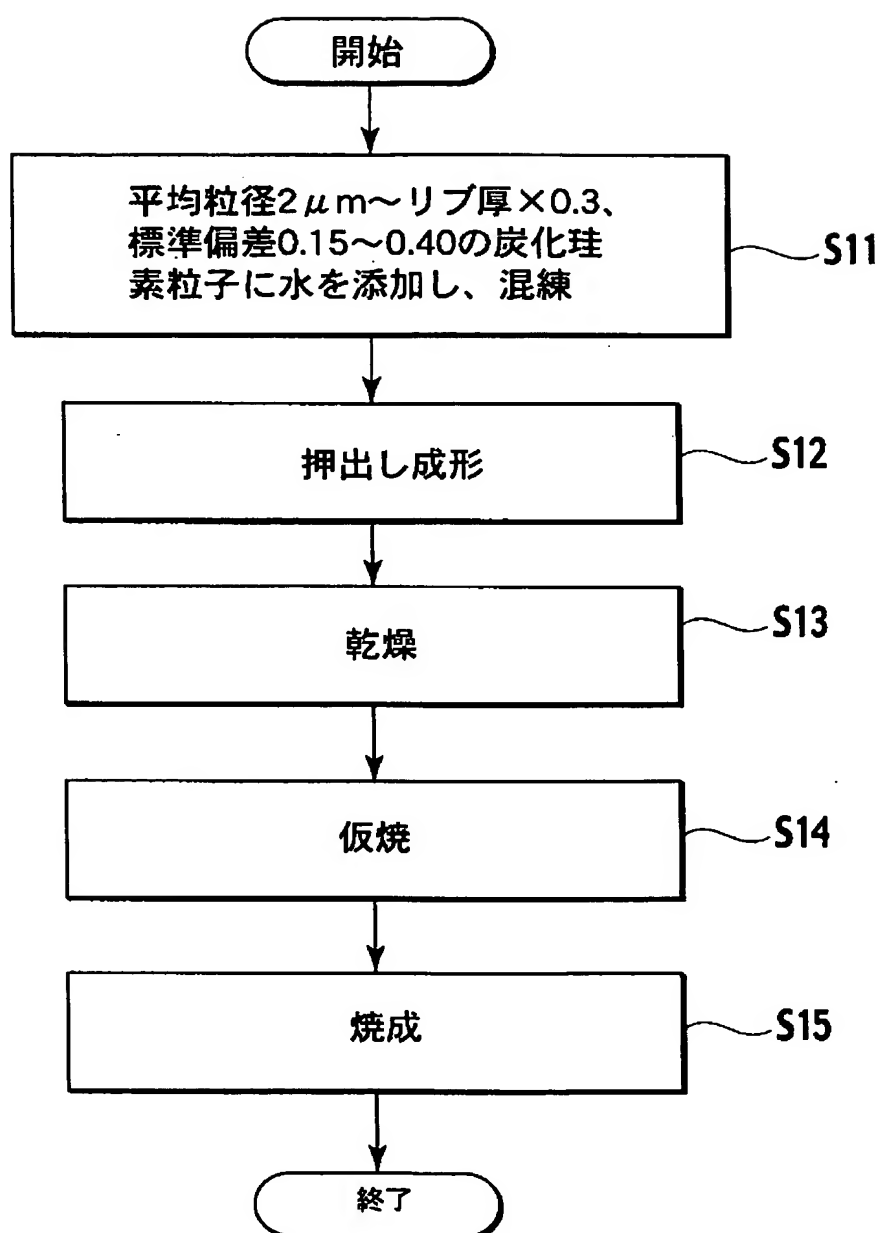 開始
平均粒径2μm～リブ厚×0.3、
標準偏差0.15～0.40の炭化珪
素粒子に水を添加し、混練
S11
押出し成形
S12
乾燥
S13
仮焼
S14
焼成
S15
終了